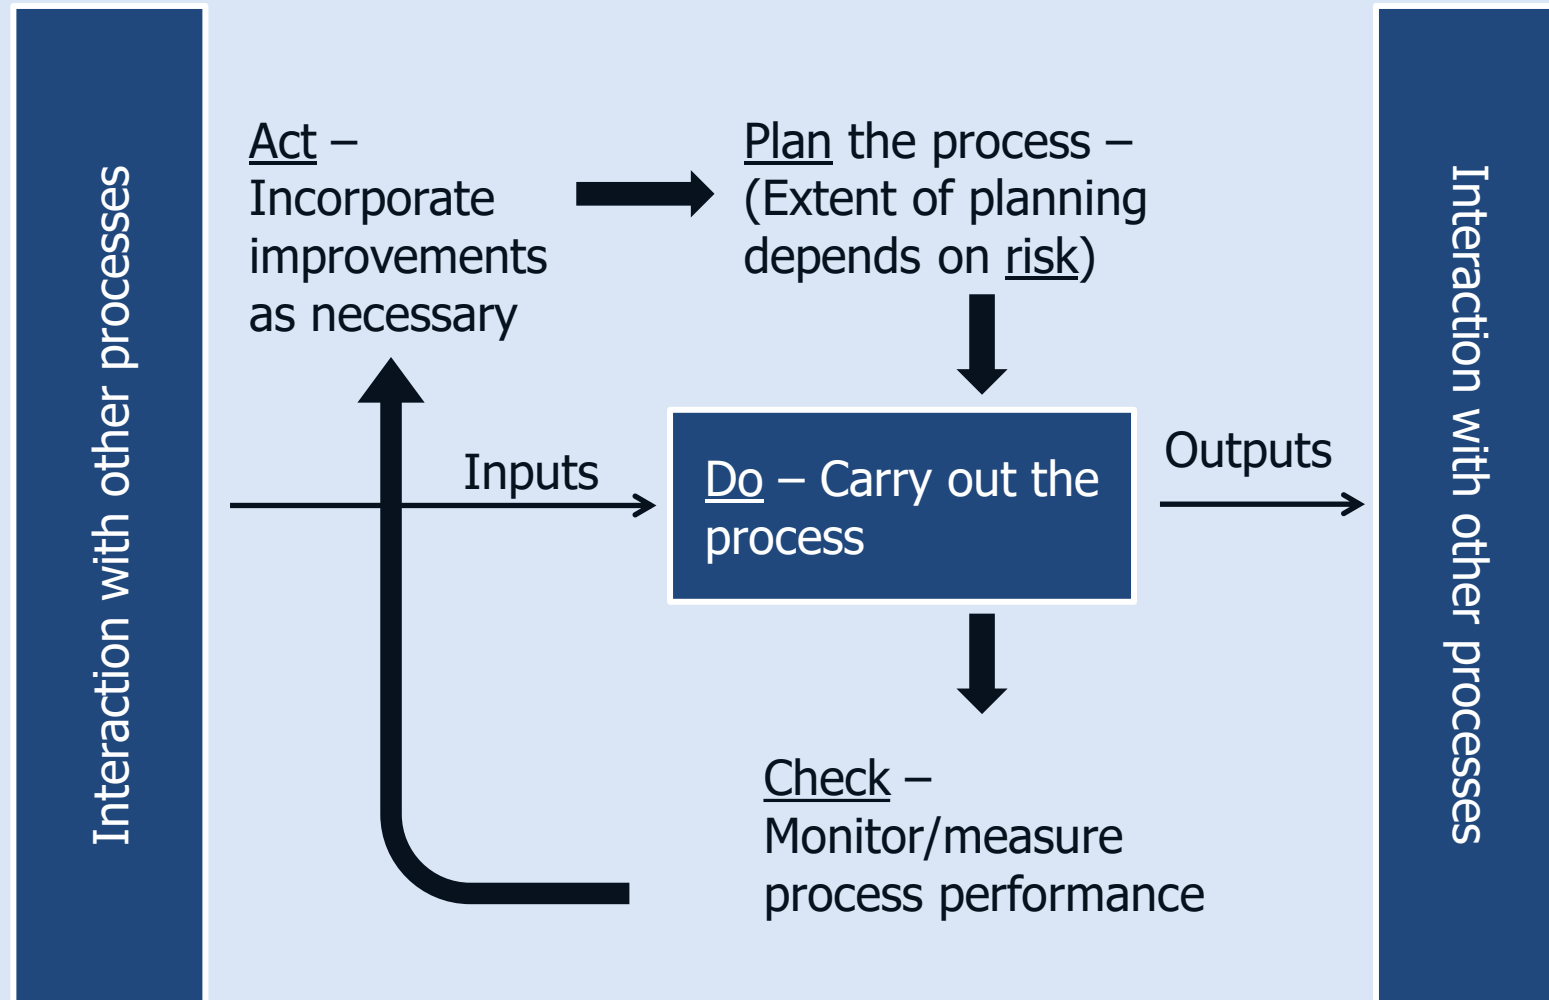 Interaction with other processes
Act –
Incorporate
improvements
as necessary
Plan the process –
(Extent of planning
depends on risk)
Inputs
Do – Carry out the
process
Outputs
Check –
Monitor/measure
process performance
Interaction with other processes